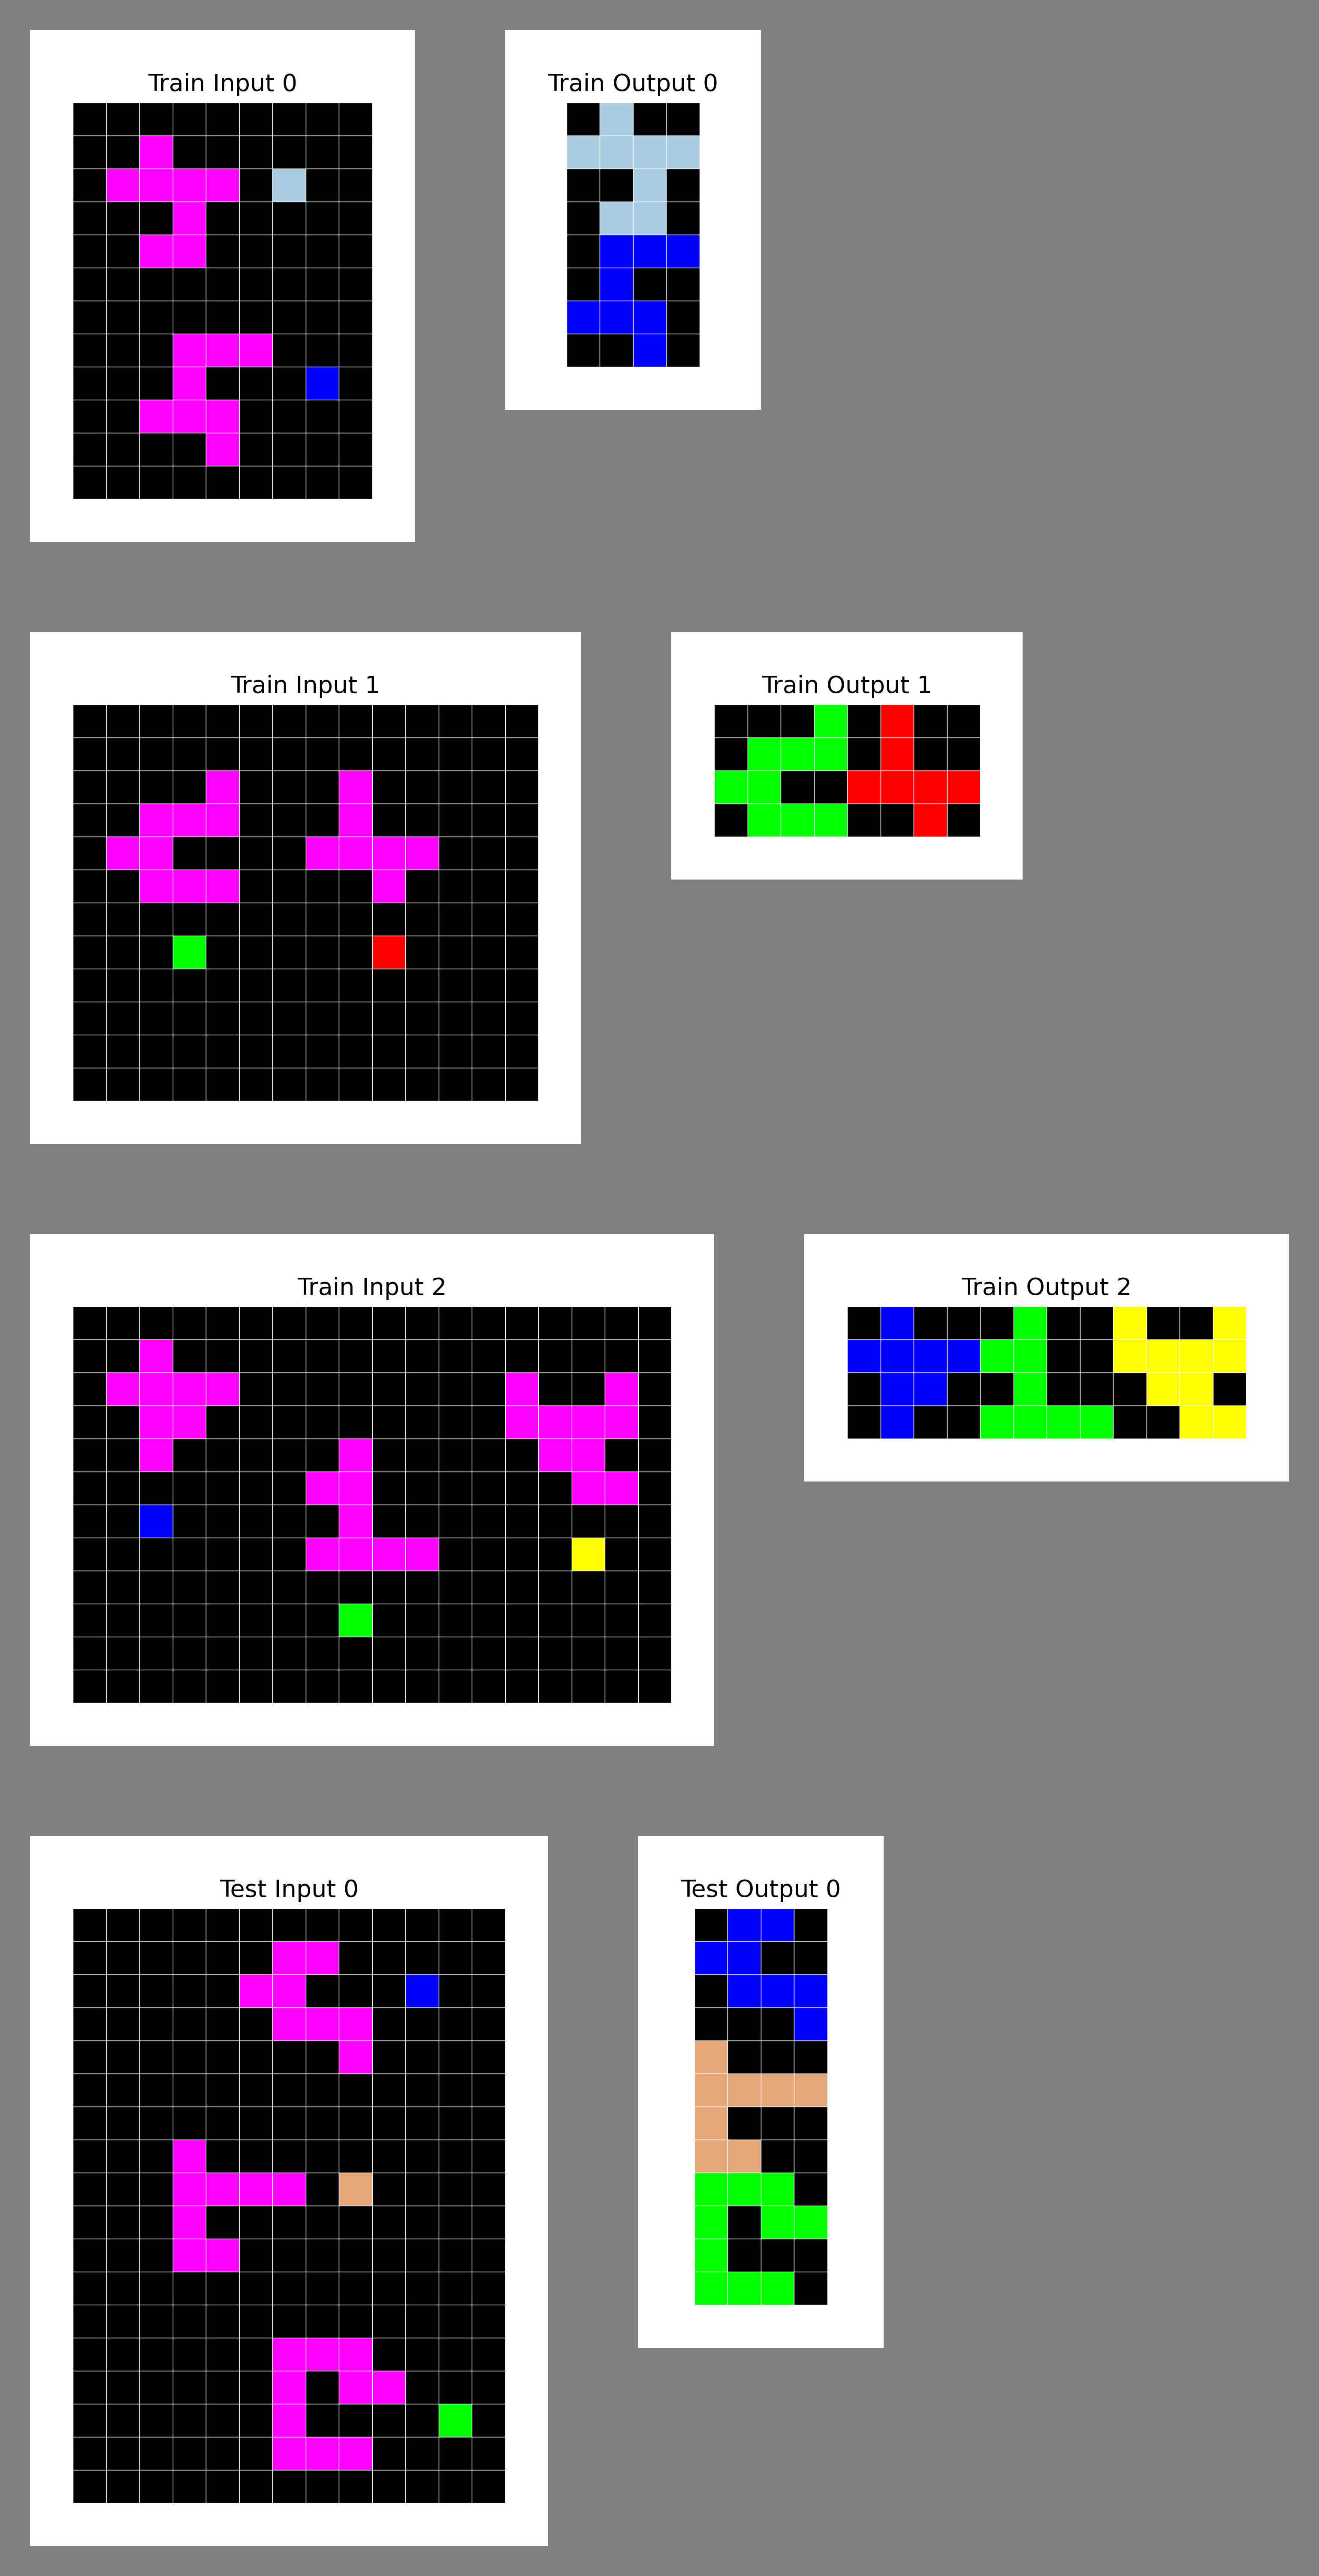 Train Input 0
Train Output 0
Train Input 1
Train Output 1
Train Input 2
Train Output 2
Test Input 0
Test Output 0